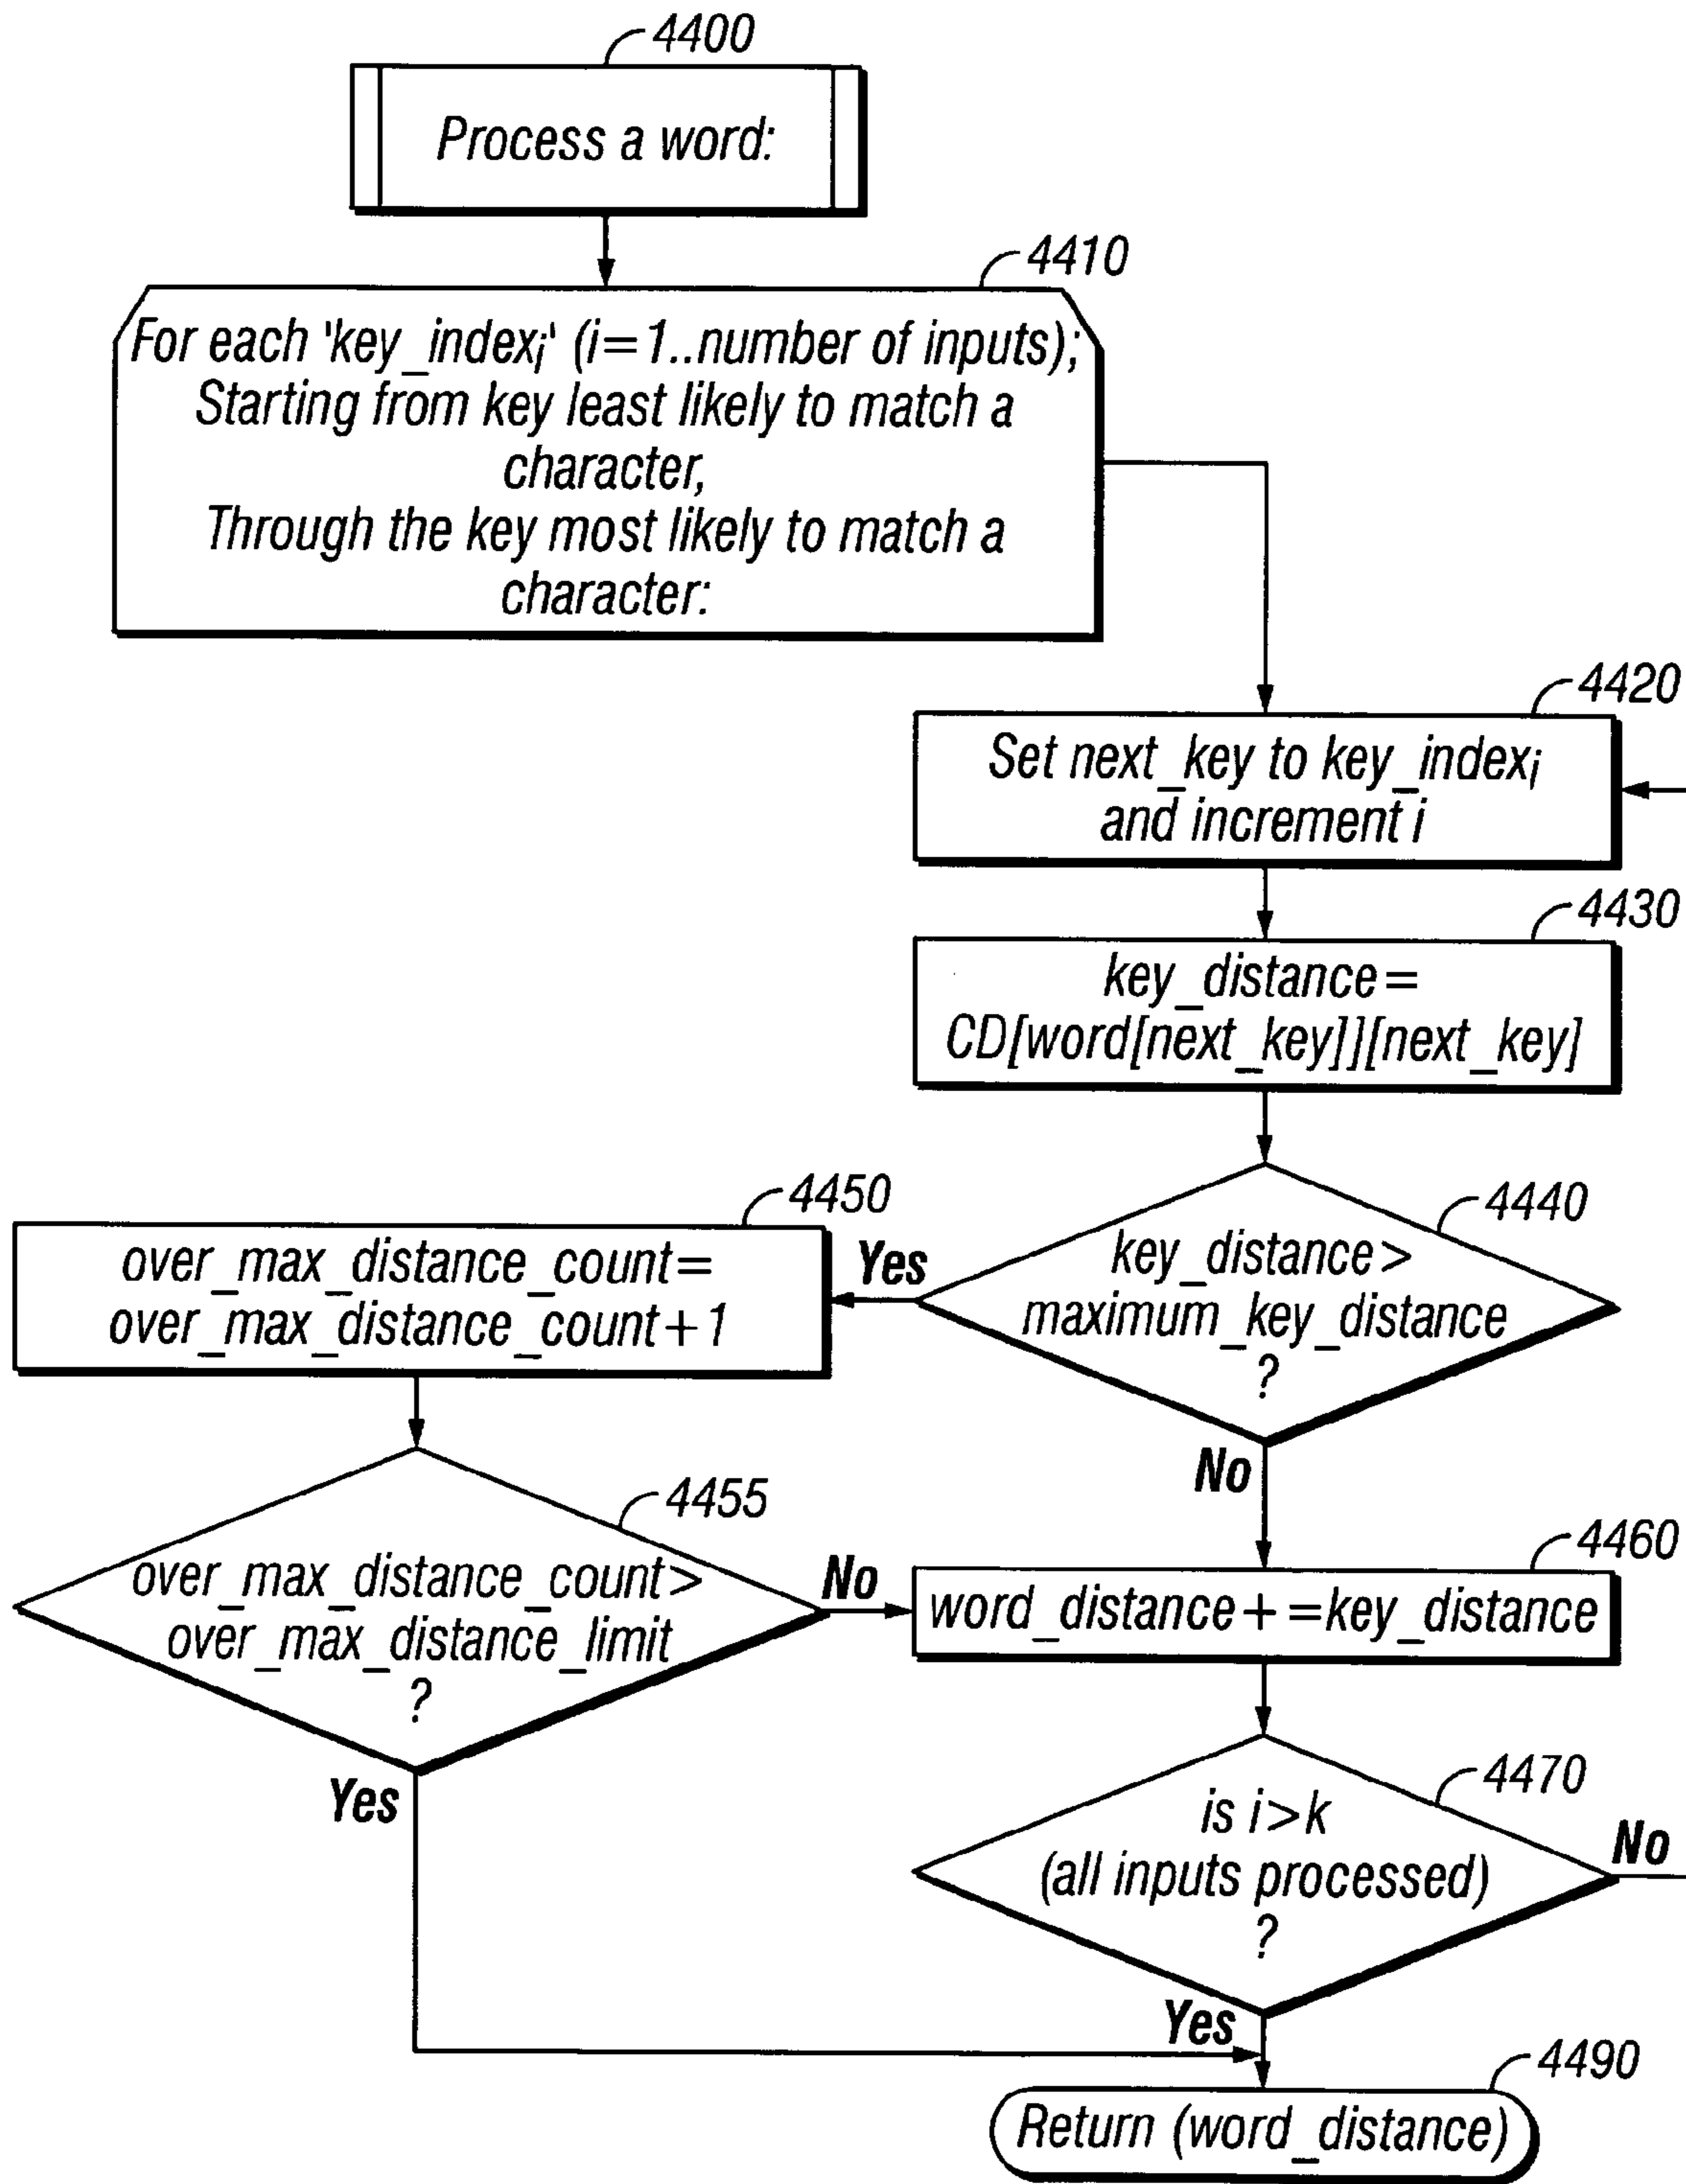 4400
Process a word:
4410
For each 'key_indexi' (i=1..number of inputs);
Starting from key least likely to match a
character,
Through the key most likely to match a
character:
4420
Set next_key to key_indexi
and increment i
4430
key_distance=
CD[word[next_key]][next_key]
4440
key_distance>
maximum_key_distance
?
Yes
No
4450
over_max_distance_count=
over_max_distance_count+1
4455
over_max_distance_count>
over_max_distance_limit
?
No
Yes
4460
word_distance+=key_distance
4470
is i>k
(all inputs processed)
?
No
Yes
4490
Return (word_distance)